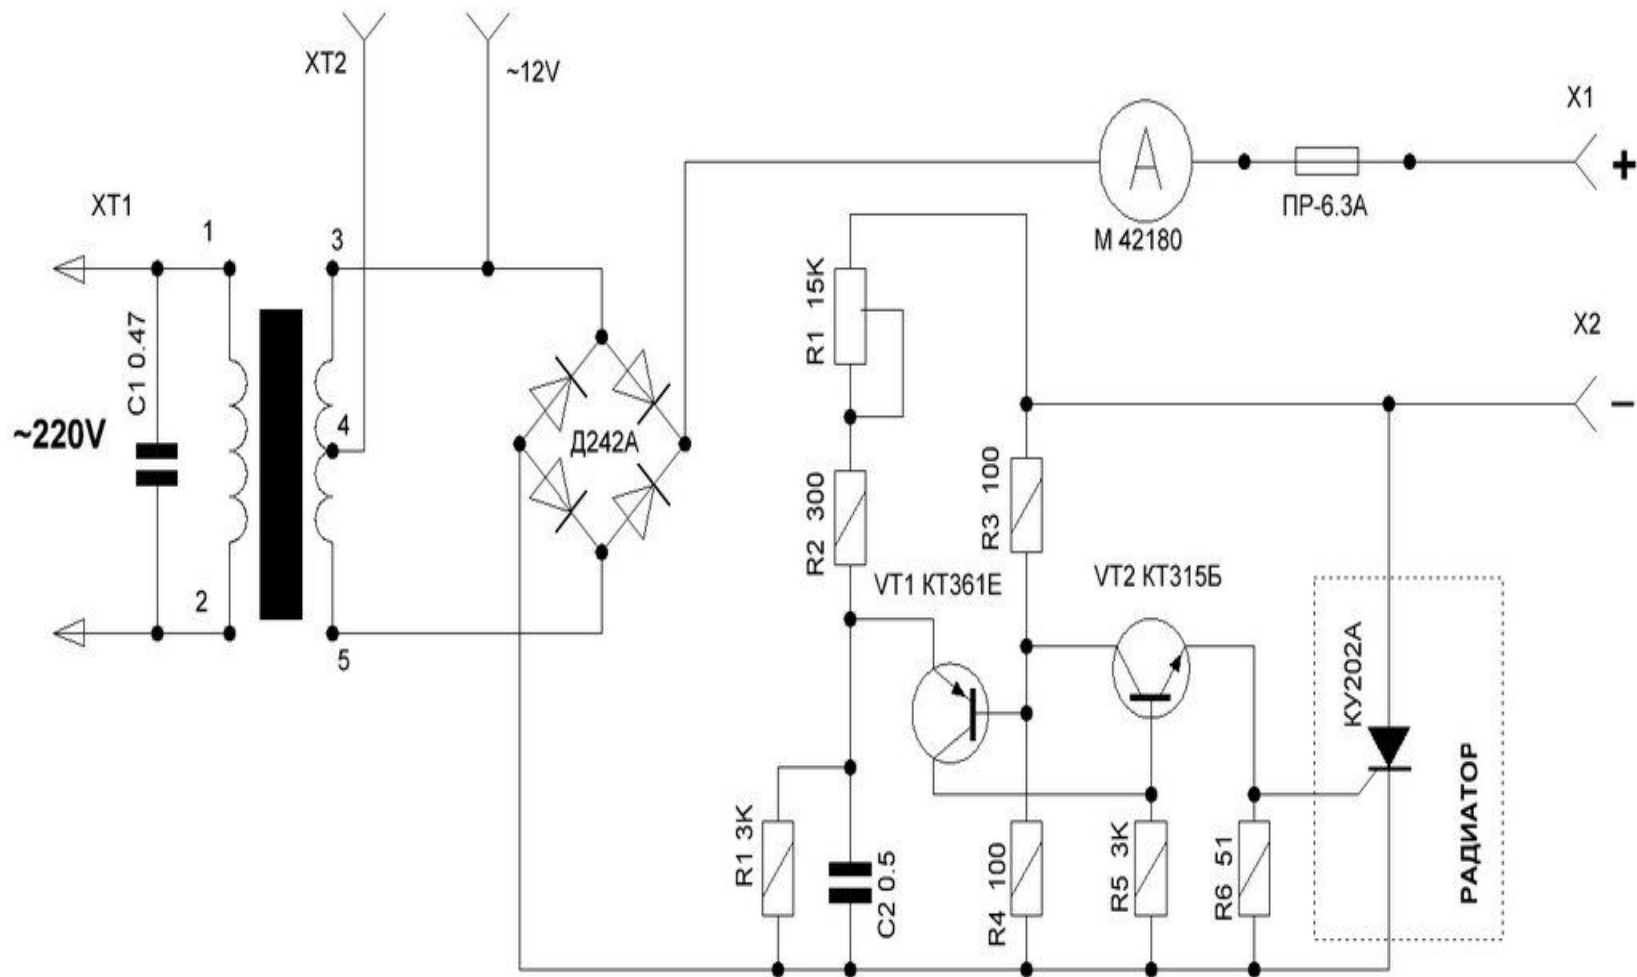 XT2
~12V
X1
+
XT1
ПР-6.3А
A
М 42180
1
3
R1 15K
X2
–
C1 0.47
~220V
4
Д242А
R2 300
R3 100
VT1 КТ361Е
VT2 КТ315Б
2
5
КУ202А
РАДИАТОР
R1 3K
C2 0.5
R4 100
R5 3K
R6 51